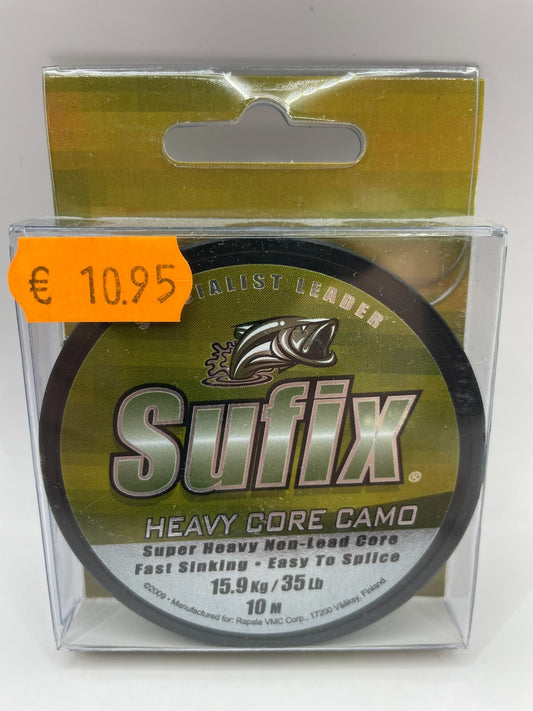 € 10.95
LEADER
Sufix®
HEAVY CORE CAMO
Super Heavy Non-Lead Core
Fast Sinking • Easy To Splice
15.9 Kg / 35 Lb
10 M
©2009 • Manufactured for: Rapala VMC Corp., 17200 Vääksy, Finland